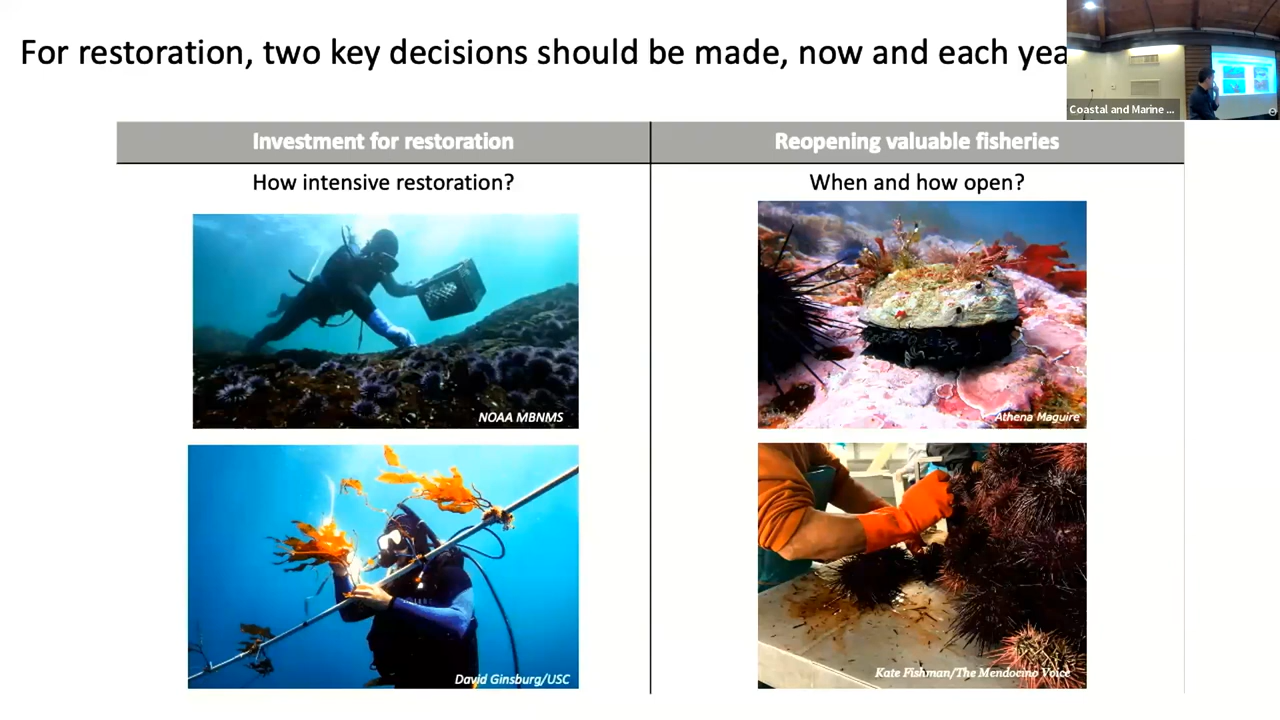 For restoration, two key decisions should be made, now and each yea
Coastal and Marine ...
Investment for restoration
Reopening valuable fisheries
How intensive restoration?
When and how open?
NOAA MBNMS
Athena Maguire
David Ginsburg/USC
Kate Fishman/The Mendocino Voice